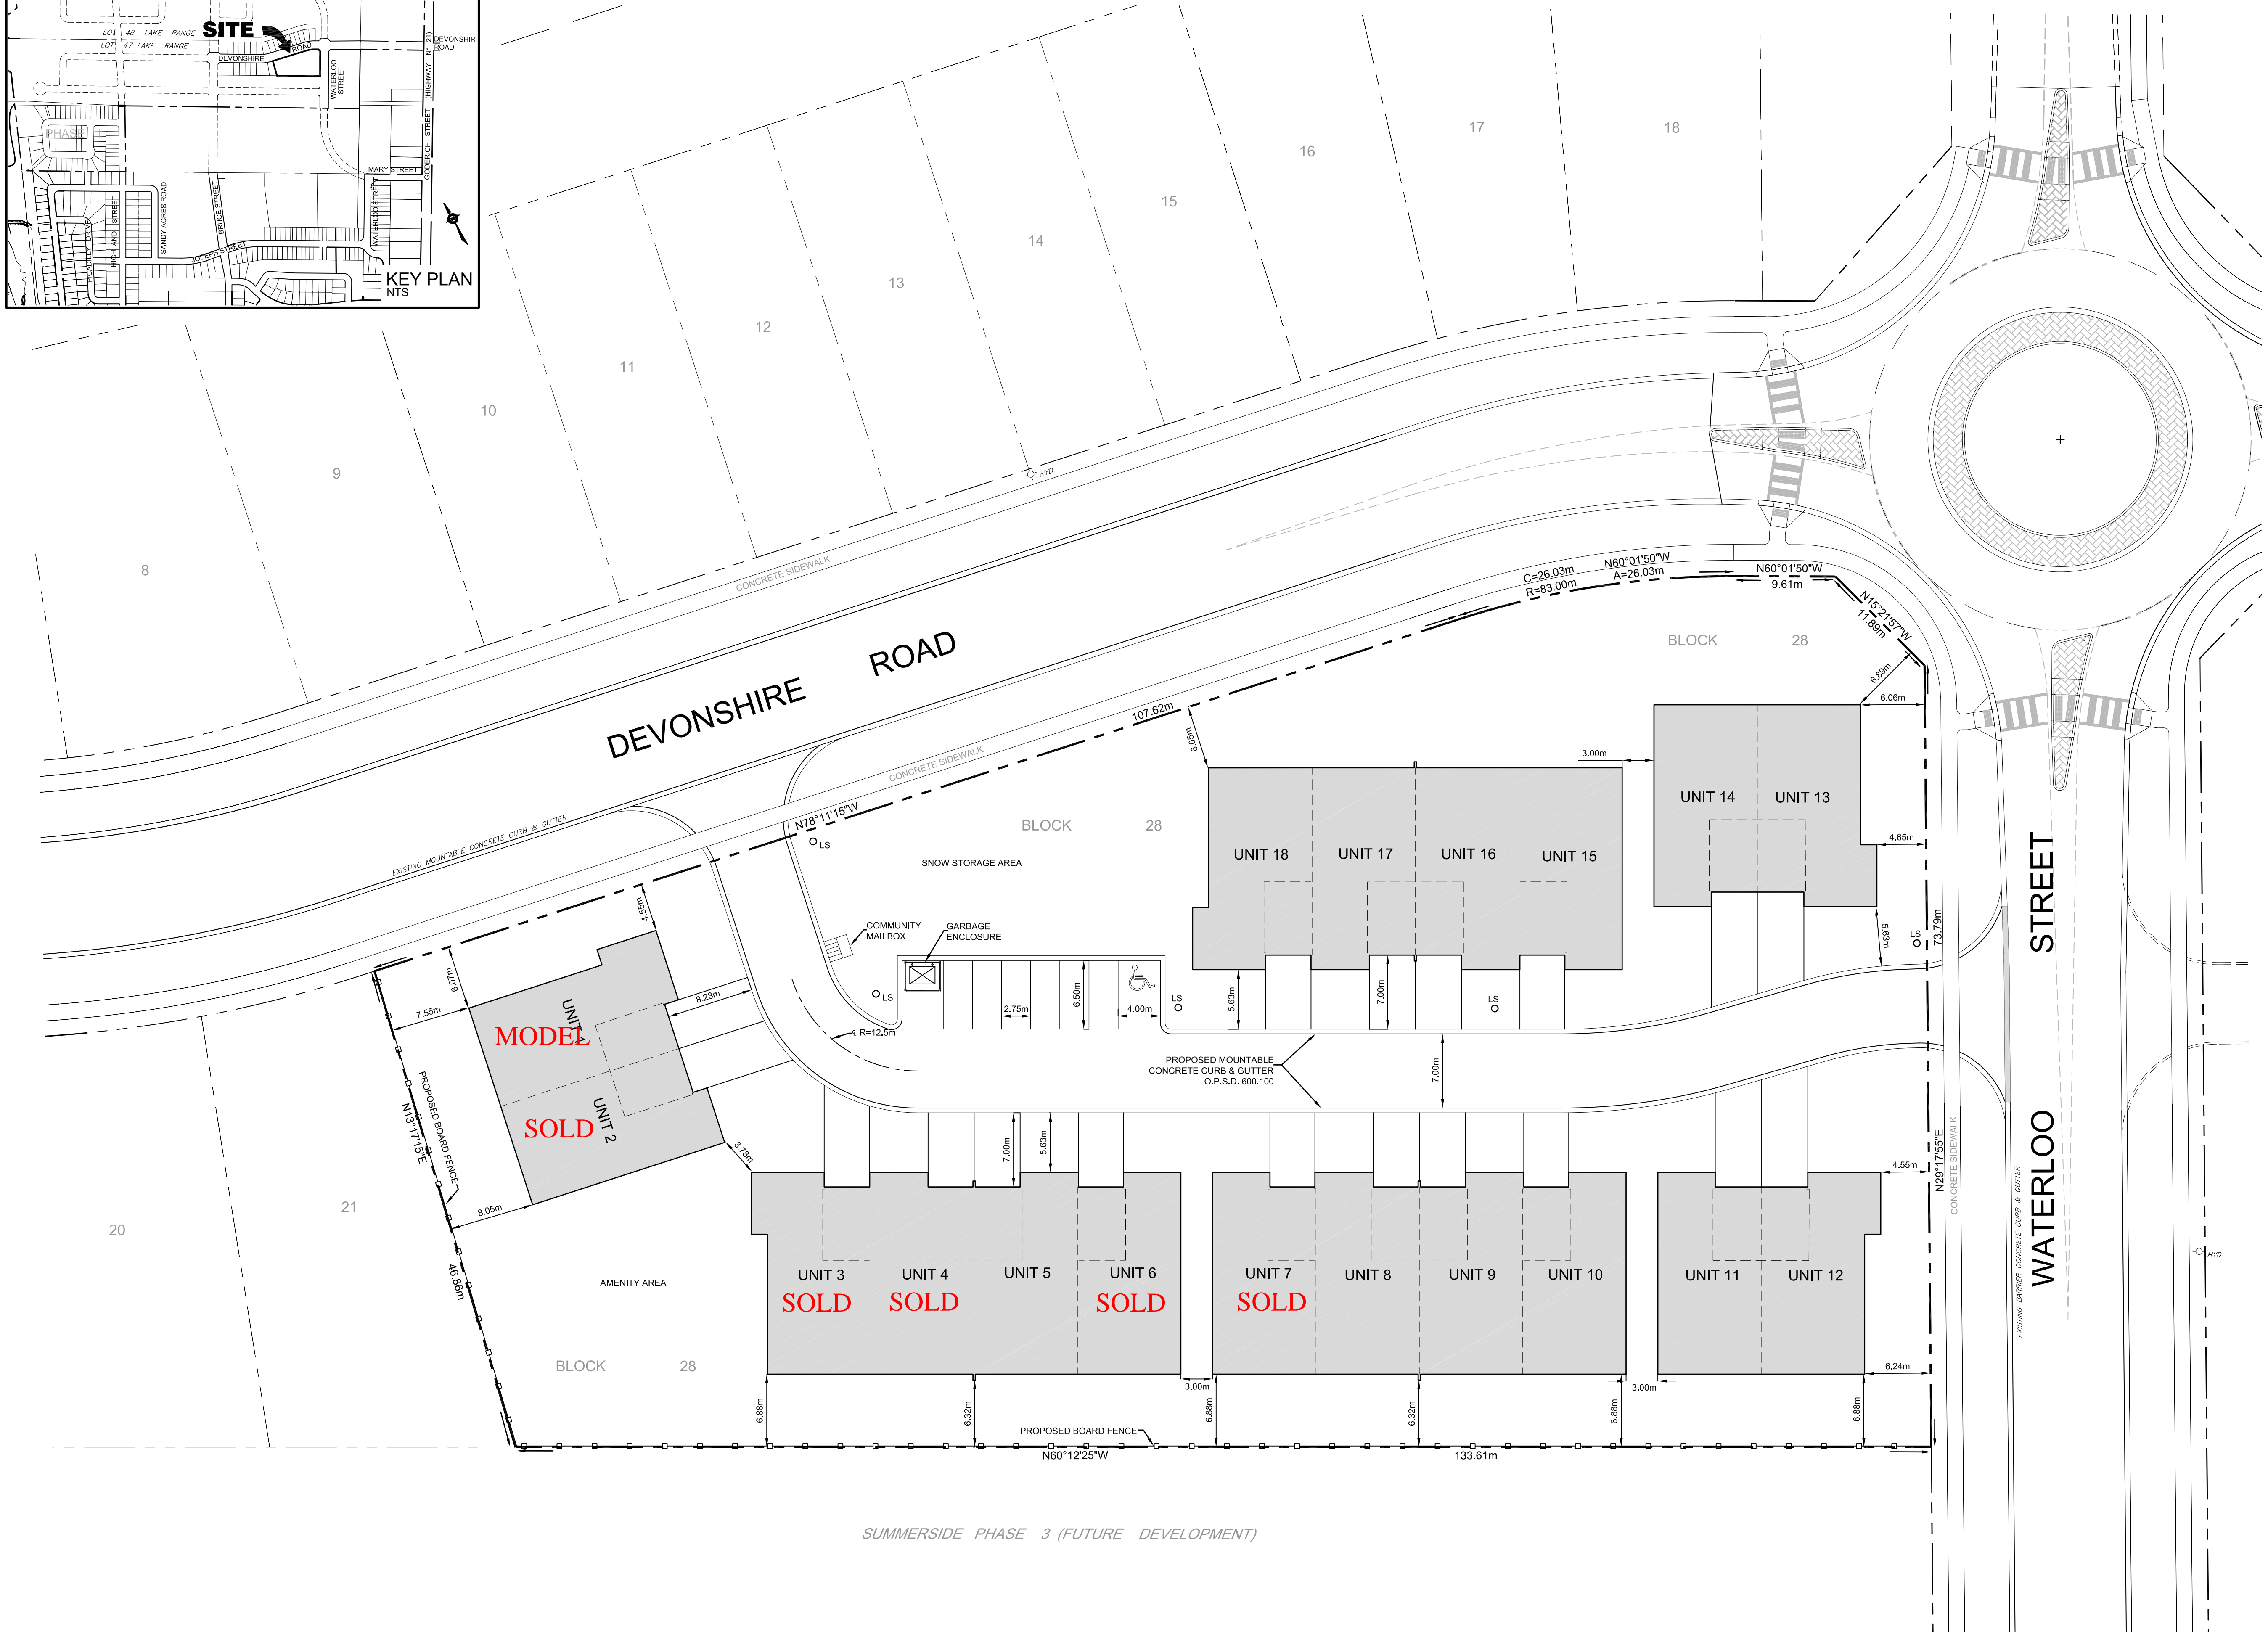 LOT 48 LAKE RANGE
SITE
LOT 47 LAKE RANGE
ROAD
DEVONSHIRE
DEVONSHIR
ROAD
WATERLOO
STREET
GODERICH STREET (HIGHWAY Nº 21)
PHASE 1
MARY STREET
PICADILLY DRIVE
HIGHLAND STREET
SANDY ACRES ROAD
BRUCE STREET
WATERLOO STREET
JOSEPH STREET
KEY PLAN
NTS
8
9
10
11
12
13
14
15
16
17
18
HYD
CONCRETE SIDEWALK
DEVONSHIRE ROAD
C=26.03m N60°01'50"W
R=83.00m A=26.03m
N60°01'50"W
9.61m
N15°21'57"W
11.89m
BLOCK 28
6.89m
6.06m
107.62m
6.05m
CONCRETE SIDEWALK
N78°11'15"W
EXISTING MOUNTABLE CONCRETE CURB & GUTTER
LS
BLOCK 28
SNOW STORAGE AREA
3.00m
UNIT 14
UNIT 13
UNIT 18
UNIT 17
UNIT 16
UNIT 15
4.65m
5.63m
LS
73.79m
4.55m
6.07m
COMMUNITY
MAILBOX
GARBAGE
ENCLOSURE
7.55m
8.23m
LS
2.75m
6.50m
4.00m
LS
5.63m
7.00m
LS
UNIT 1
MODEL
R=12.5m
PROPOSED MOUNTABLE
CONCRETE CURB & GUTTER
O.P.S.D. 600.100
7.00m
UNIT 2
SOLD
PROPOSED BOARD FENCE
N13°17'15"E
46.86m
3.78m
8.05m
7.00m
5.63m
4.55m
N29°17'55"E
CONCRETE SIDEWALK
EXISTING BARRIER CONCRETE CURB & GUTTER
WATERLOO STREET
HYD
20
21
AMENITY AREA
BLOCK 28
UNIT 3
SOLD
UNIT 4
SOLD
UNIT 5
UNIT 6
SOLD
UNIT 7
SOLD
UNIT 8
UNIT 9
UNIT 10
UNIT 11
UNIT 12
6.24m
3.00m
3.00m
6.88m
6.32m
6.88m
6.32m
6.88m
6.88m
PROPOSED BOARD FENCE
N60°12'25"W
133.61m
SUMMERSIDE PHASE 3 (FUTURE DEVELOPMENT)